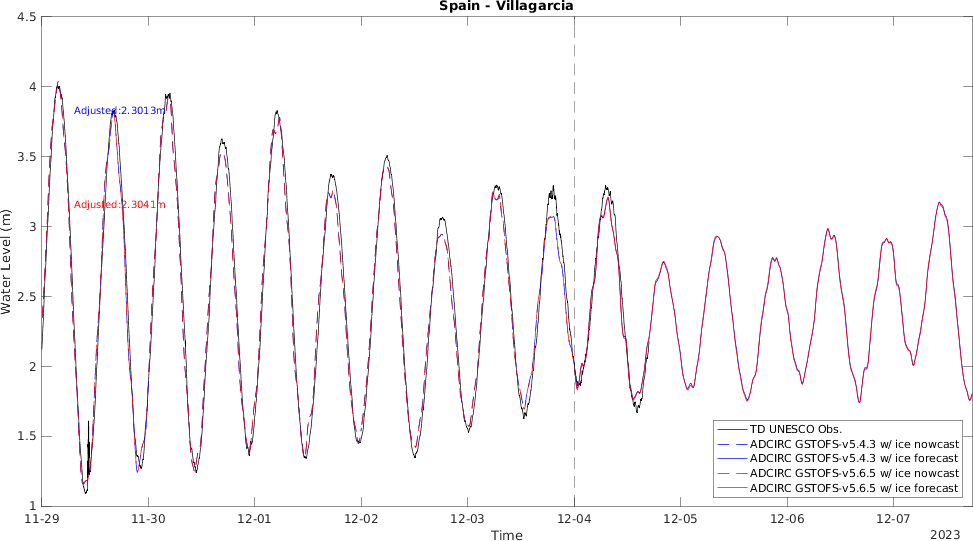 Spain - Villagarcia
4.5
4
3.5
3
2.5
2
1.5
1
Water Level (m)
Adjusted:2.3013m
Adjusted:2.3041m
TD UNESCO Obs.
ADCIRC GSTOFS-v5.4.3 w/ ice nowcast
ADCIRC GSTOFS-v5.4.3 w/ ice forecast
ADCIRC GSTOFS-v5.6.5 w/ ice nowcast
ADCIRC GSTOFS-v5.6.5 w/ ice forecast
11-29 11-30 12-01 12-02 12-03 12-04 12-05 12-06 12-07
Time
2023